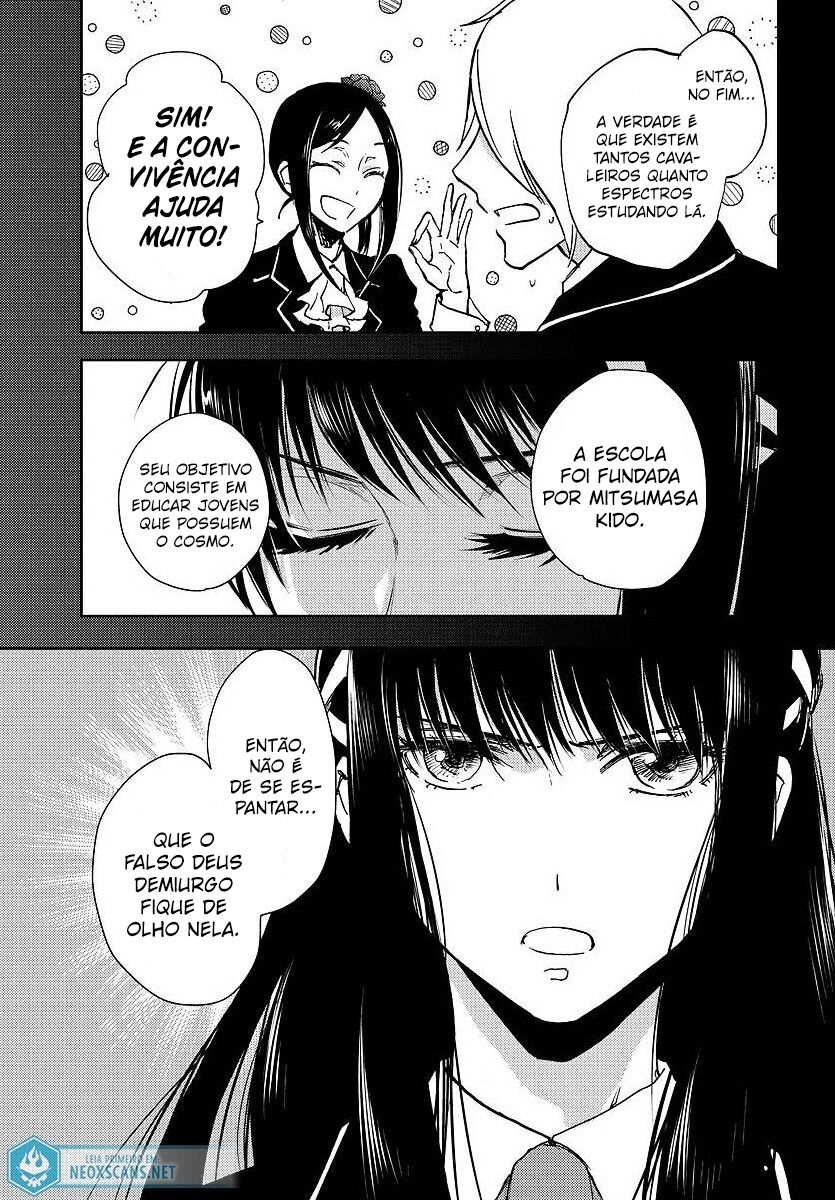 ENTÃO,
NO FIM...
A VERDADE É
QUE EXISTEM
TANTOS CAVA-
LEIROS QUANTO
ESPECTROS
ESTUDANDO LÁ.
SIM!
E A CON-
VIVÊNCIA
AJUDA
MUITO!
A ESCOLA
FOI FUNDADA
POR MITSUMASA
KIDO.
SEU OBJETIVO
CONSISTE EM
EDUCAR JOVENS
QUE POSSUEM
O COSMO.
ENTÃO,
NÃO É
DE SE ES-
PANTAR...
QUE O
FALSO DEUS
DEMIURGO
FIQUE DE
OLHO NELA.
LEIA PRIMEIRO EM:
NEOXSCANS.NET